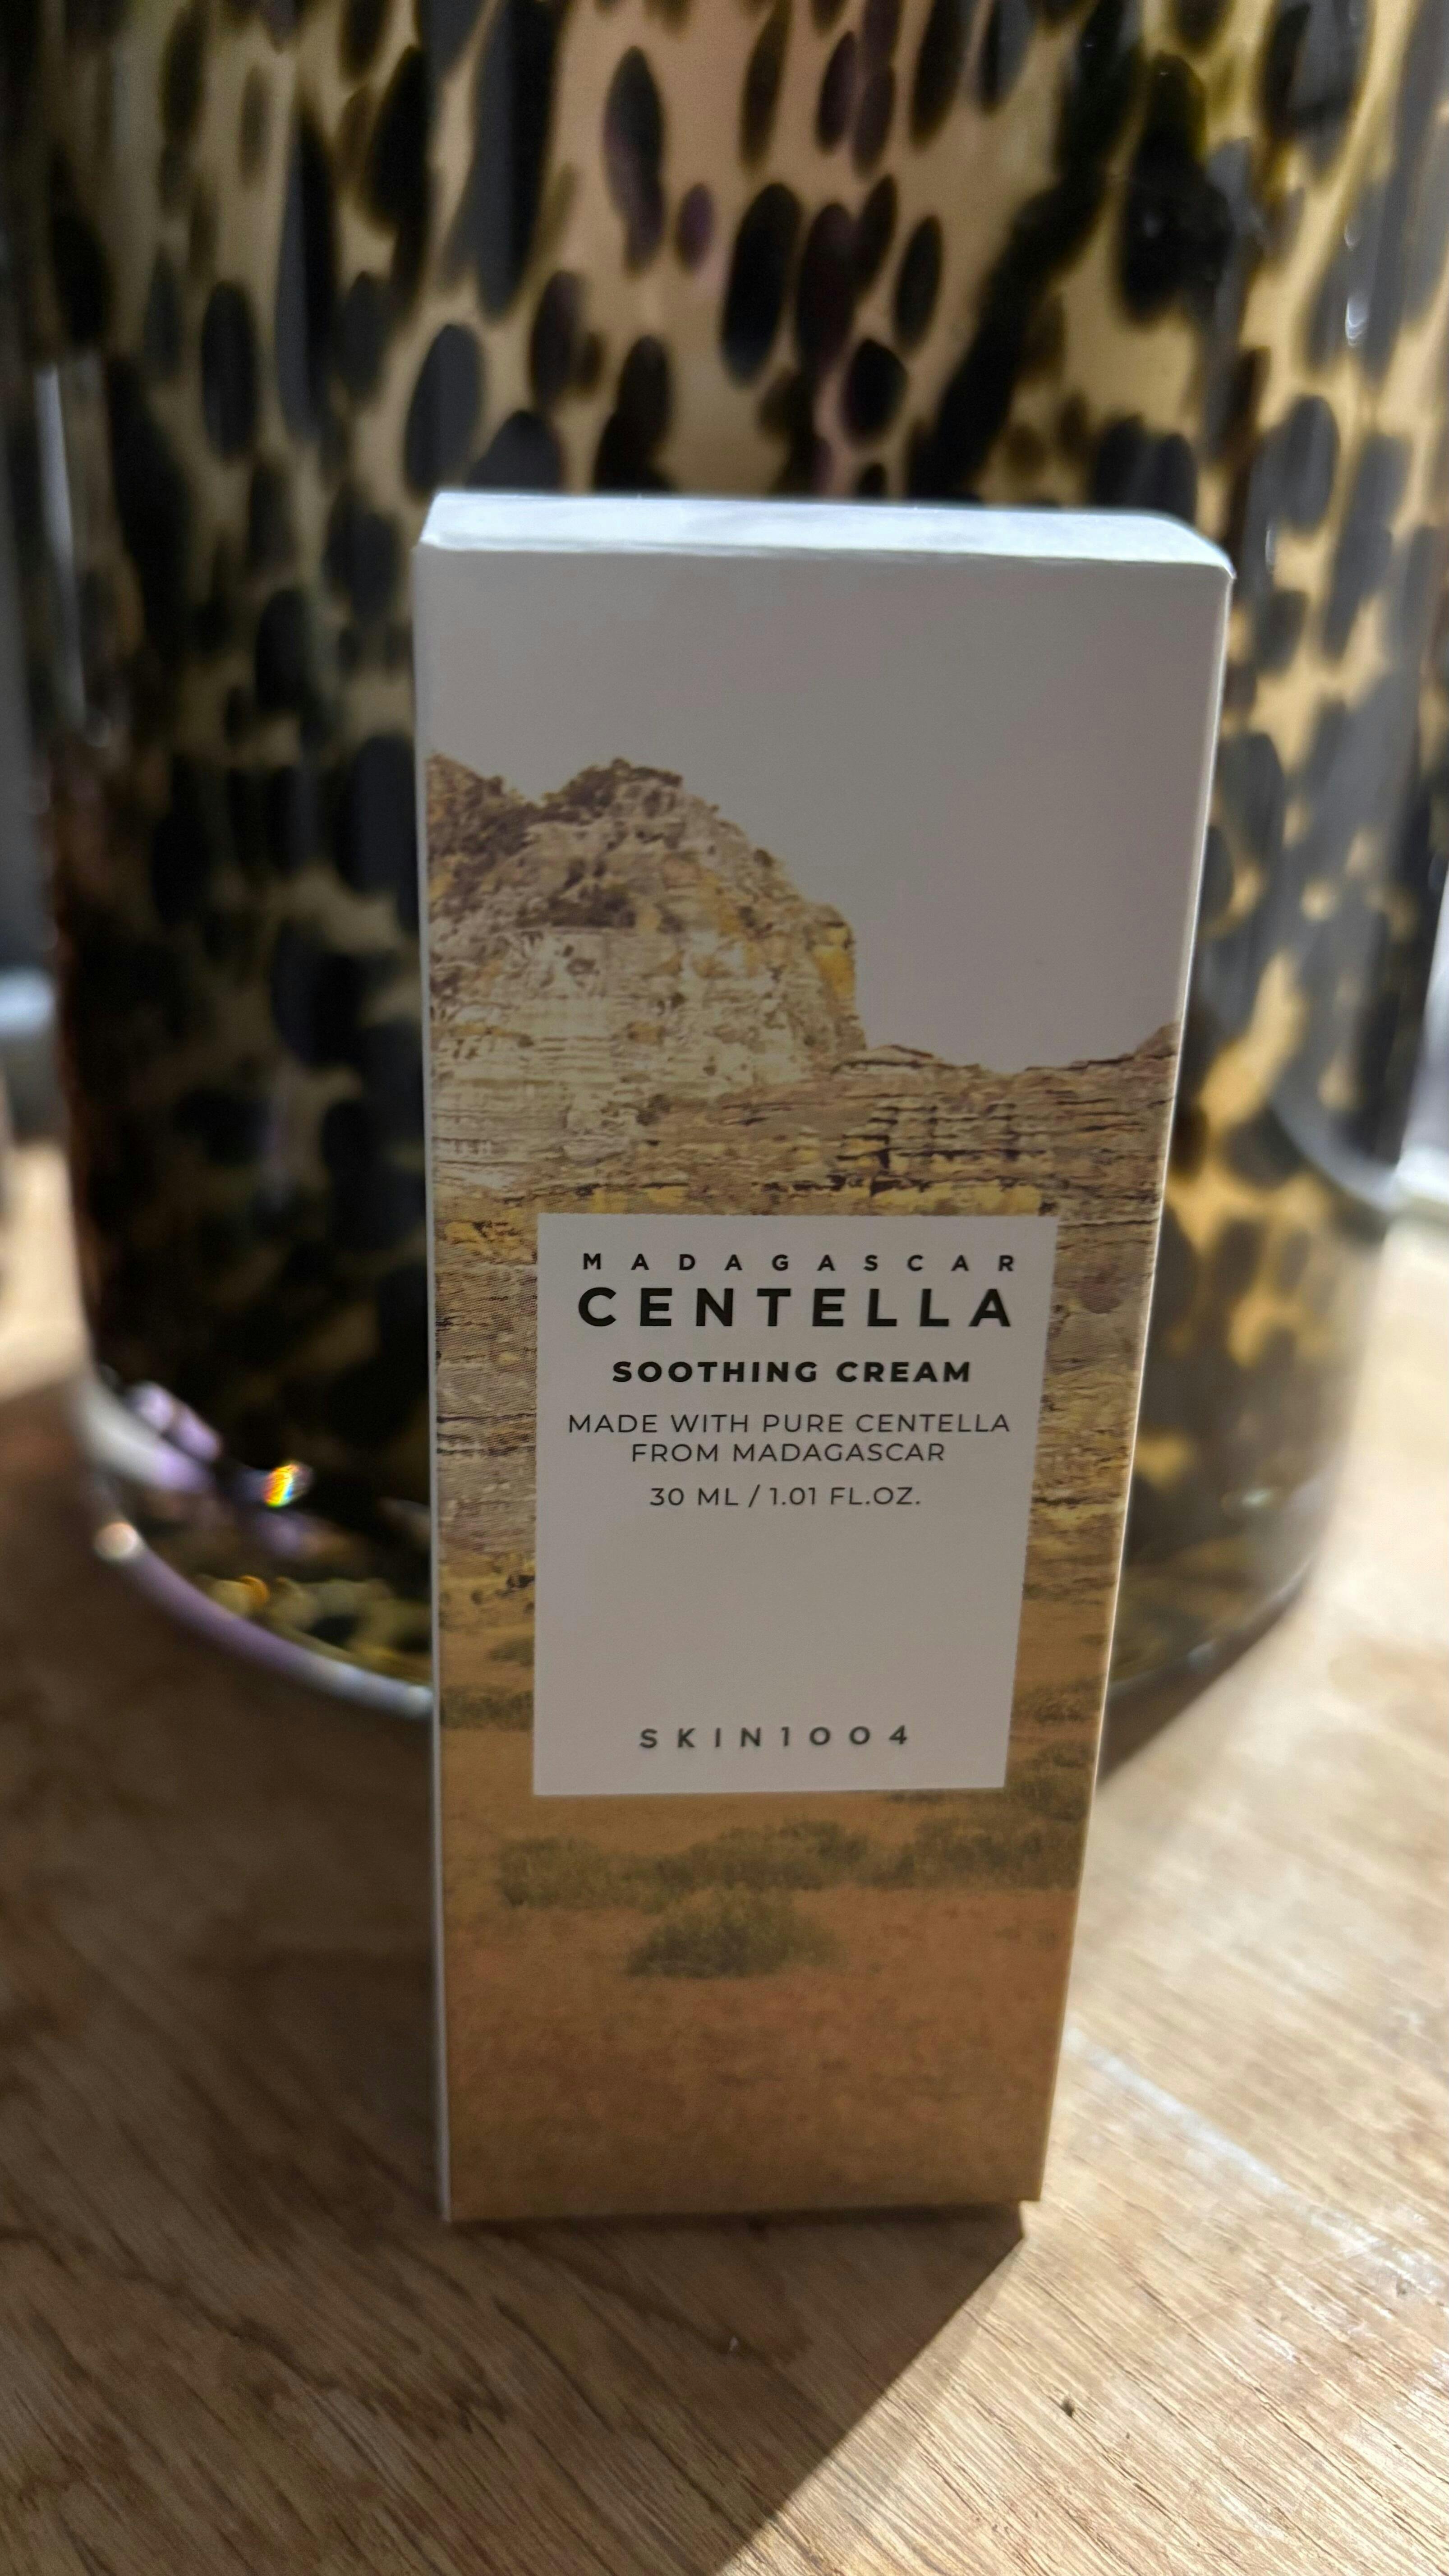 MADAGASCAR
CENTELLA
SOOTHING CREAM
MADE WITH PURE CENTELLA
FROM MADAGASCAR
30 ML / 1.01 FL.OZ.
SKIN1004